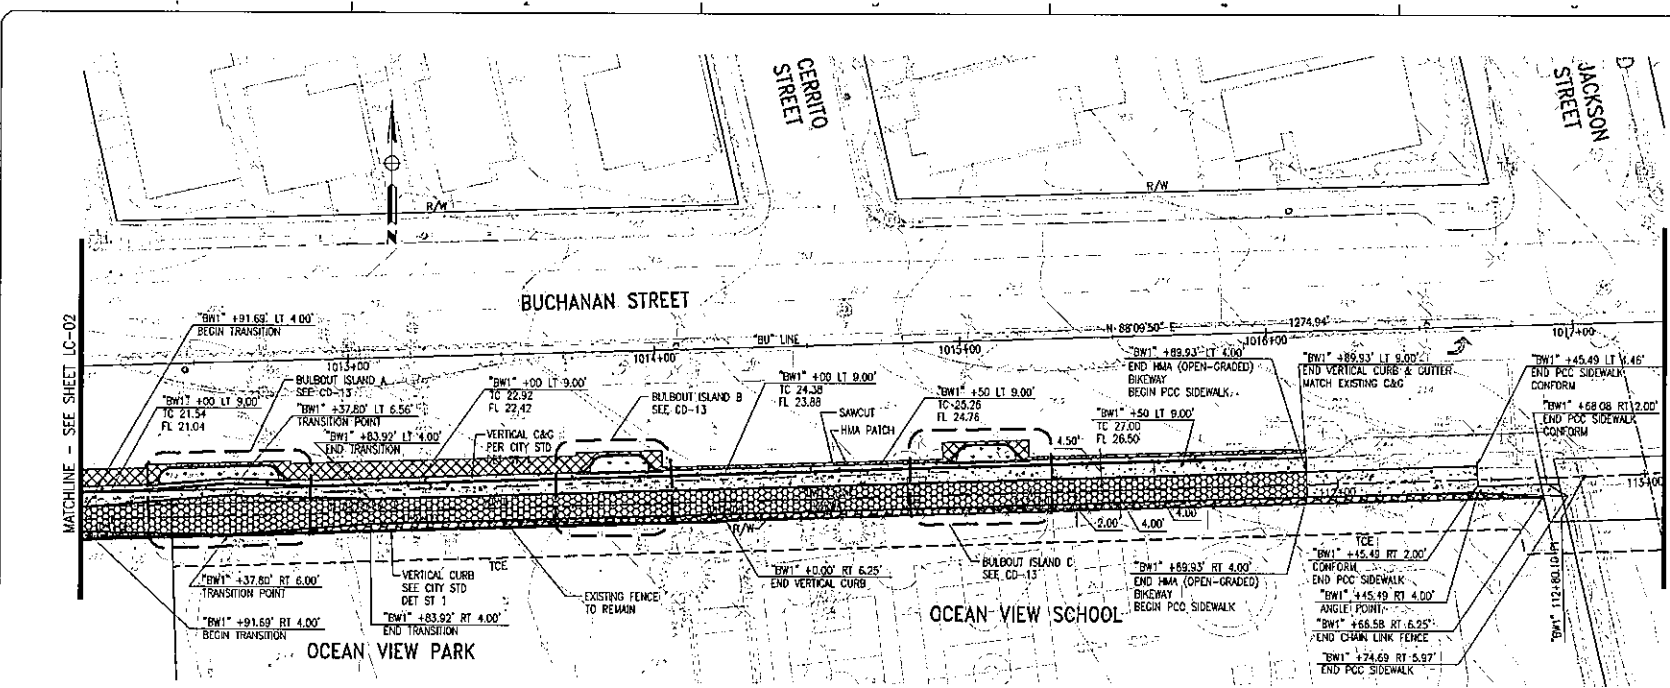 CERRITO
STREET
JACKSON
STREET
R/W
R/W
N
BUCHANAN STREET
MATCHLINE - SEE SHEET LC-02
"BW1" +91.69' LT 4.00'
BEGIN TRANSITION
1013+00
1014+00
"BU" LINE
1015+00
N 88°09'50" E
1274.94'
1016+00
1017+00
BULBOUT ISLAND A
SEE CD-13
"BW1" +00 LT 9.00'
TC 21.54
FL 21.04
"BW1" +37.80' LT 6.56'
TRANSITION POINT
"BW1" +83.92' LT 4.00'
END TRANSITION
"BW1" +00 LT 9.00'
TC 22.92
FL 22.42
VERTICAL C&G
PER CITY STD
BULBOUT ISLAND B
SEE CD-13
"BW1" +00 LT 9.00'
TC 24.38
FL 23.88
SAWCUT
HMA PATCH
"BW1" +50 LT 9.00'
TC 25.26
FL 24.76
4.50'
"BW1" +50 LT 9.00'
TC 27.00
FL 26.50
"BW1" +89.93' LT 4.00'
END HMA (OPEN-GRADED)
BIKEWAY
BEGIN PCC SIDEWALK
"BW1" +89.93' LT 9.00'
END VERTICAL CURB & GUTTER
MATCH EXISTING C&G
"BW1" +45.49 LT 4.46'
END PCC SIDEWALK
CONFORM
"BW1" +68.08 RT 2.00'
END PCC SIDEWALK
CONFORM
R/W
2.00'
4.00'
4.00
TCE
TCE
"BW1" +37.80' RT 6.00'
TRANSITION POINT
"BW1" +91.69' RT 4.00'
BEGIN TRANSITION
VERTICAL CURB
SEE CITY STD
DET ST 1
"BW1" +83.92' RT 4.00'
END TRANSITION
OCEAN VIEW PARK
EXISTING FENCE
TO REMAIN
"BW1" +0.00' RT 6.25'
END VERTICAL CURB
BULBOUT ISLAND C
SEE CD-13
OCEAN VIEW SCHOOL
"BW1" +89.93' RT 4.00'
END HMA (OPEN-GRADED)
BIKEWAY
BEGIN PCC SIDEWALK
"BW1" +45.49 RT 2.00'
CONFORM
END PCC SIDEWALK
"BW1" +45.49 RT 4.00'
ANGLE POINT
"BW1" +66.58 RT 6.25'
END CHAIN LINK FENCE
"BW1" +74.69 RT 5.97'
END PCC SIDEWALK